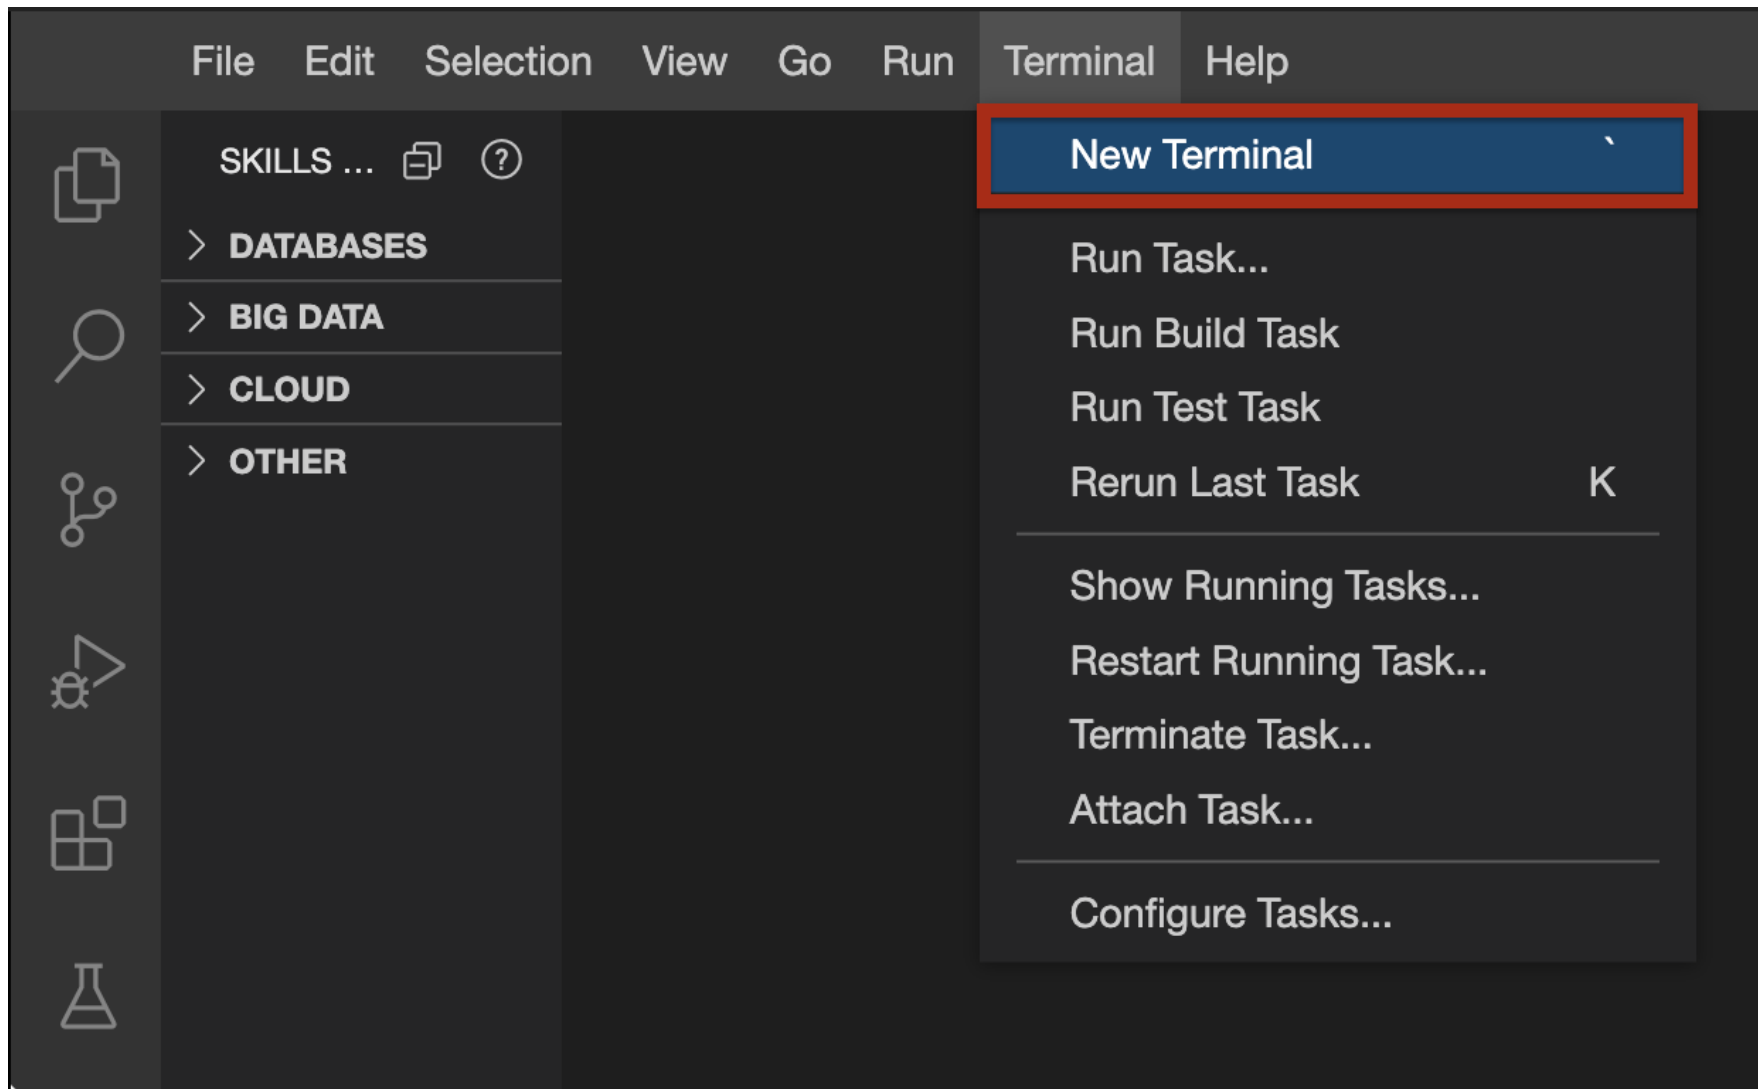 File Edit Selection View Go Run Terminal Help
SKILLS ... ?
DATABASES
BIG DATA
CLOUD
OTHER
New Terminal `
Run Task...
Run Build Task
Run Test Task
Rerun Last Task K
Show Running Tasks...
Restart Running Task...
Terminate Task...
Attach Task...
Configure Tasks...